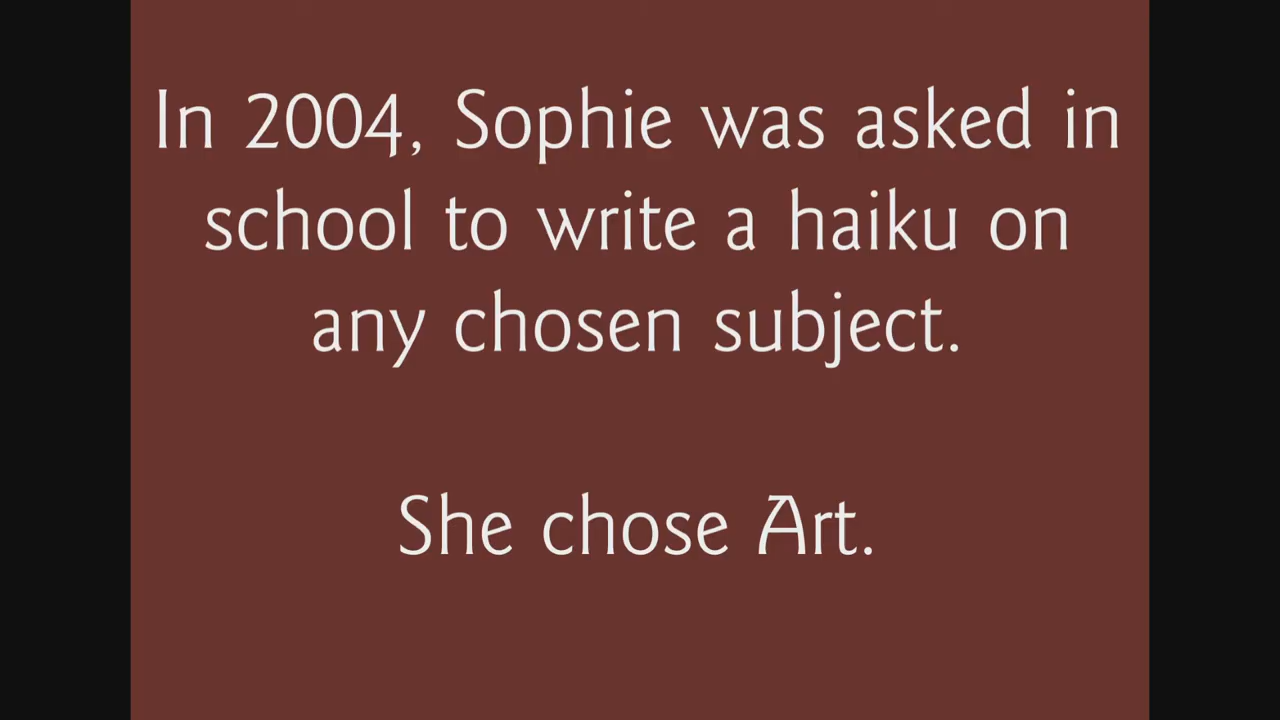 In 2004, Sophie was asked in
school to write a haiku on
any chosen subject.
She chose Art.